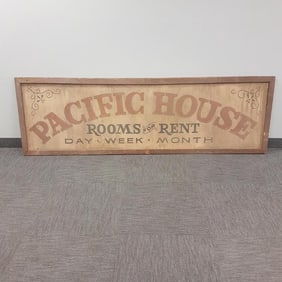 PACIFIC HOUSE
ROOMS FOR RENT
DAY · WEEK · MONTH